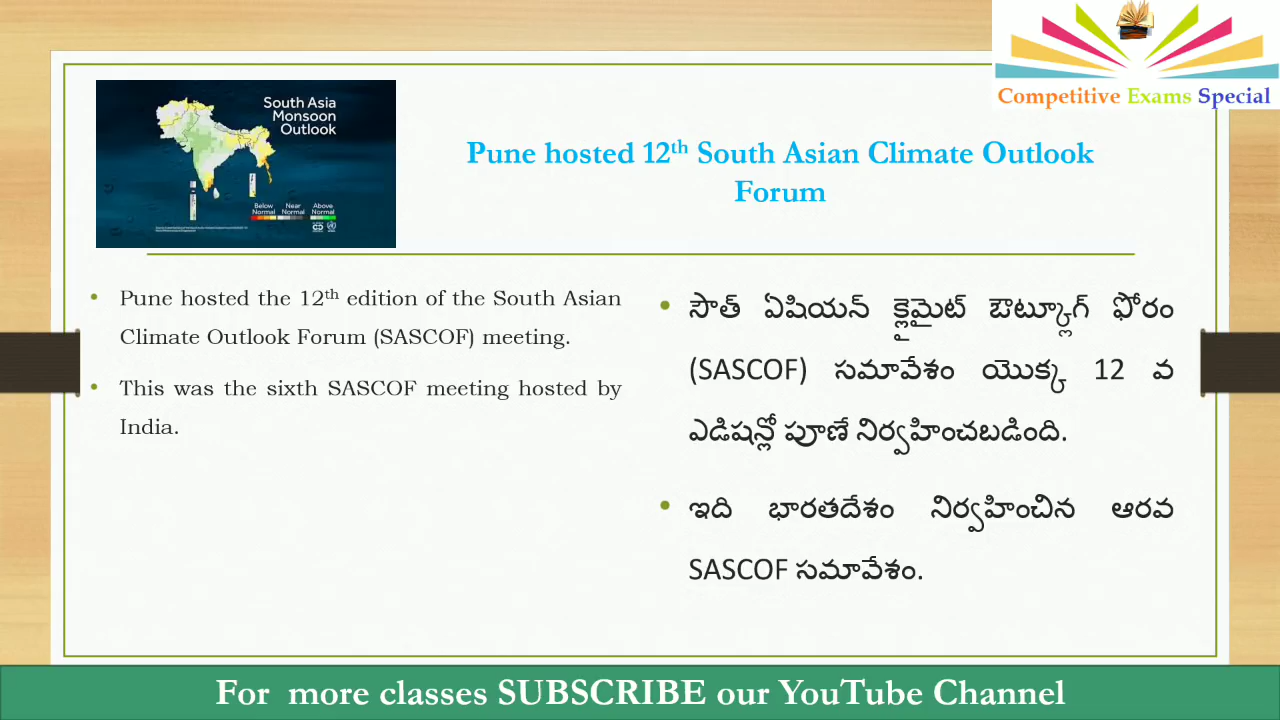 South Asia
Monsoon
Outlook
Below Normal
Near Normal
Above Normal
Competitive Exams Special
Pune hosted 12th South Asian Climate Outlook
Forum
• Pune hosted the 12th edition of the South Asian
Climate Outlook Forum (SASCOF) meeting.
• This was the sixth SASCOF meeting hosted by
India.
• సౌత్ ఏషియన్ క్లైమైట్ ఔట్లూక్గ్ ఫోరం
(SASCOF) సమావేశం యొక్క 12 వ
ఎడిషన్లో పూణే నిర్వహించబడింది.
• ఇది భారతదేశం నిర్వహించిన ఆరవ
SASCOF సమావేశం.
For more classes SUBSCRIBE our YouTube Channel